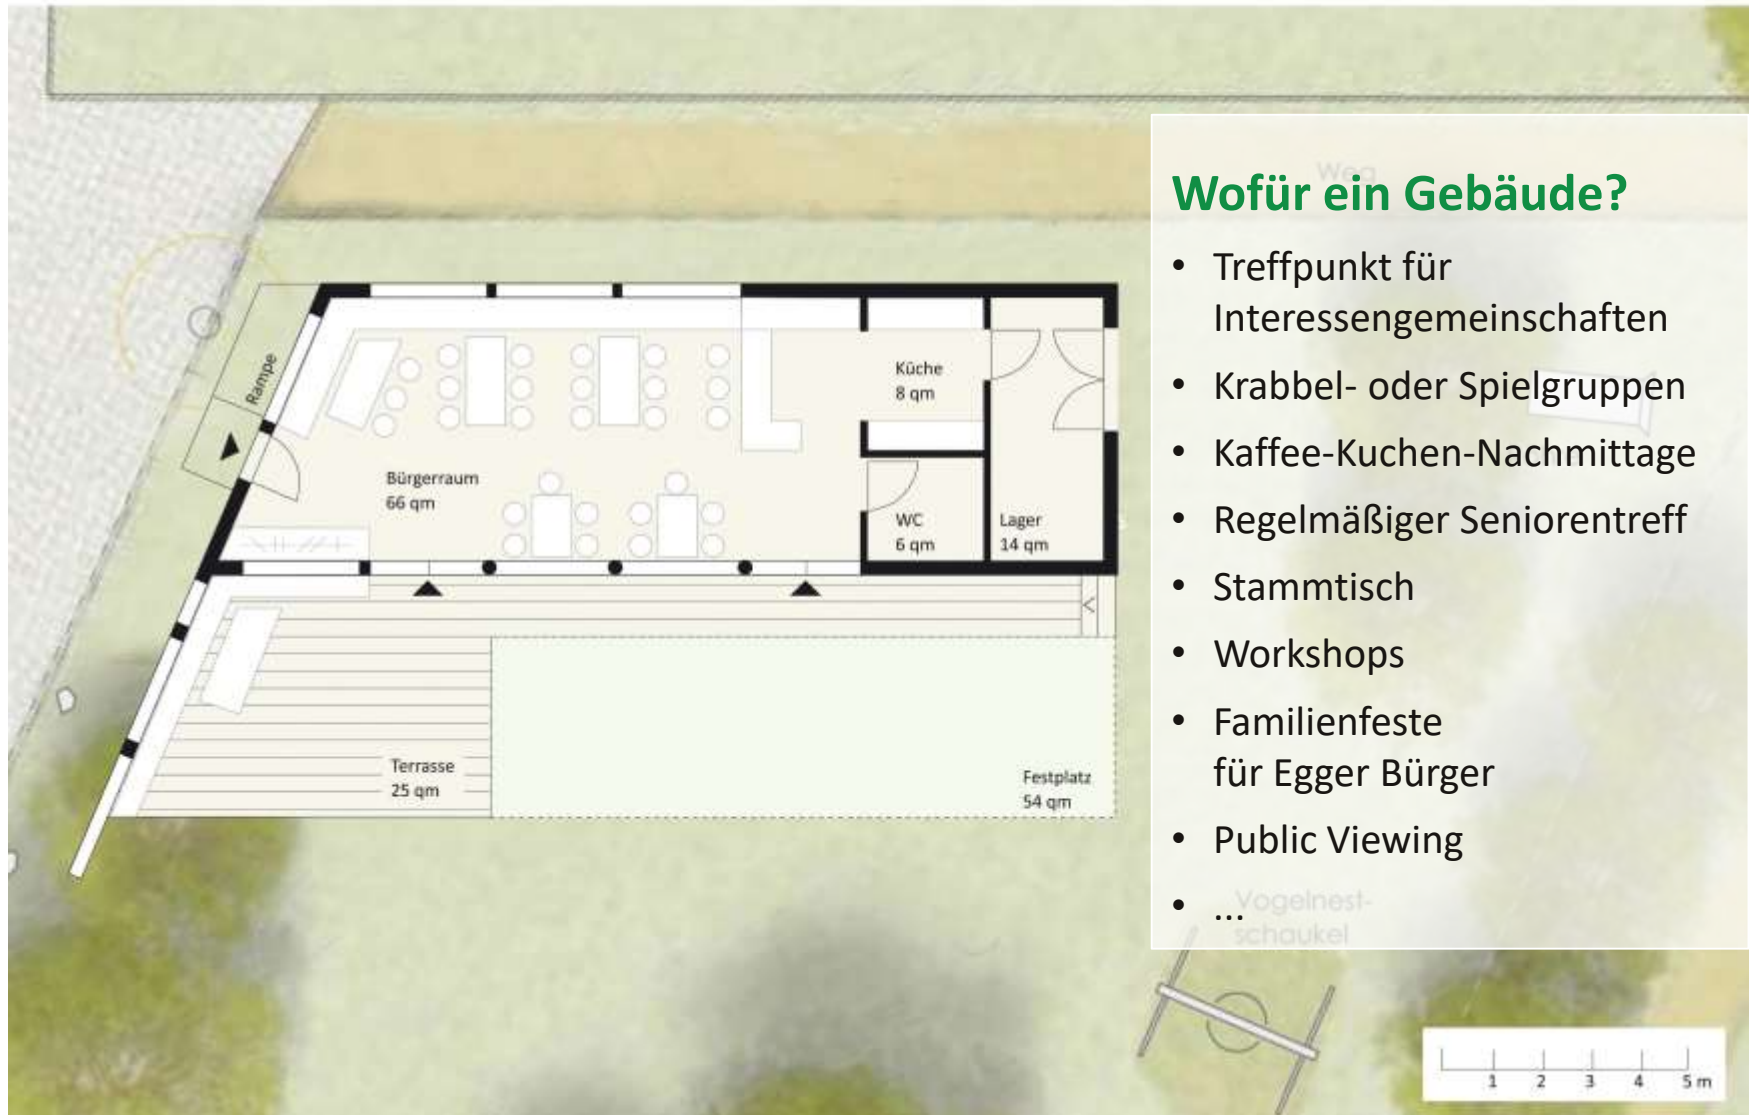 Weg
Wofür ein Gebäude?
• Treffpunkt für
Interessengemeinschaften
• Krabbel- oder Spielgruppen
• Kaffee-Kuchen-Nachmittage
• Regelmäßiger Seniorentreff
• Stammtisch
• Workshops
• Familienfeste
für Egger Bürger
• Public Viewing
• ...
Rampe
Küche
8 qm
Bürgerraum
66 qm
WC
6 qm
Lager
14 qm
Terrasse
25 qm
Festplatz
54 qm
Vogelnest-
schaukel
1 2 3 4 5 m